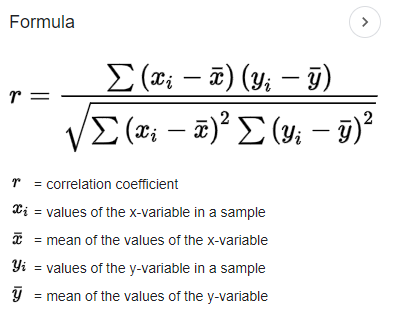 Formula
r = ∑ (xᵢ − x̄) (yᵢ − ȳ) / √∑ (xᵢ − x̄)² ∑ (yᵢ − ȳ)²
r = correlation coefficient
xᵢ = values of the x-variable in a sample
x̄ = mean of the values of the x-variable
yᵢ = values of the y-variable in a sample
ȳ = mean of the values of the y-variable